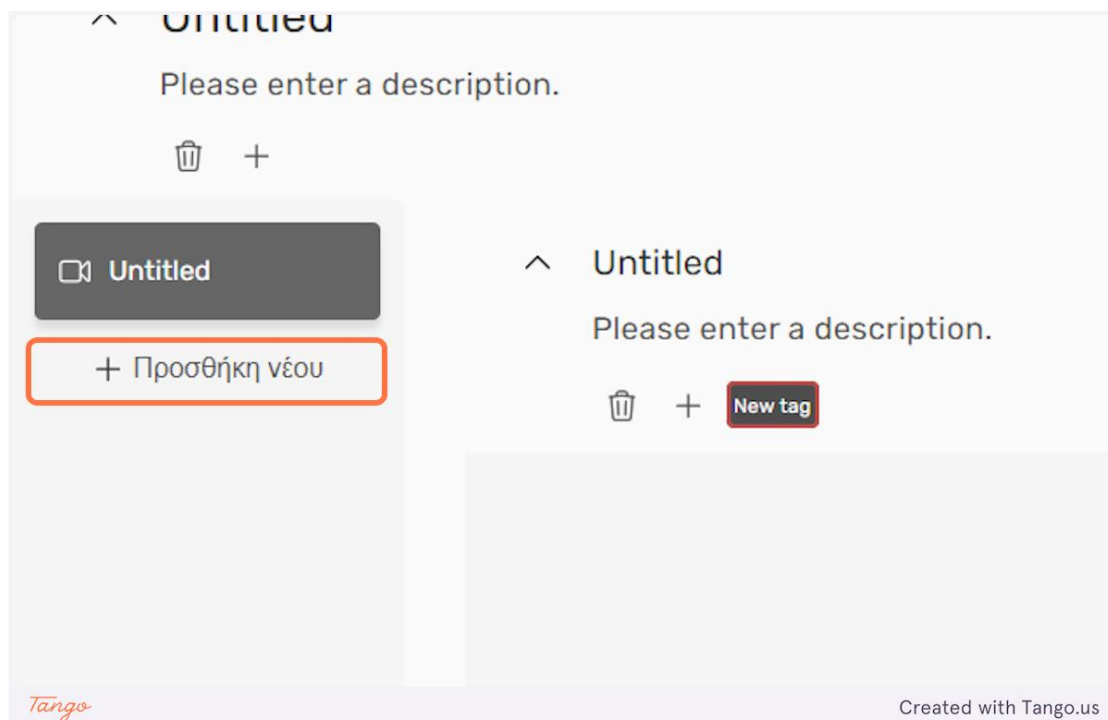 Untitled
Please enter a description.
Untitled
+ Προσθήκη νέου
Untitled
Please enter a description.
New tag
Tango
Created with Tango.us